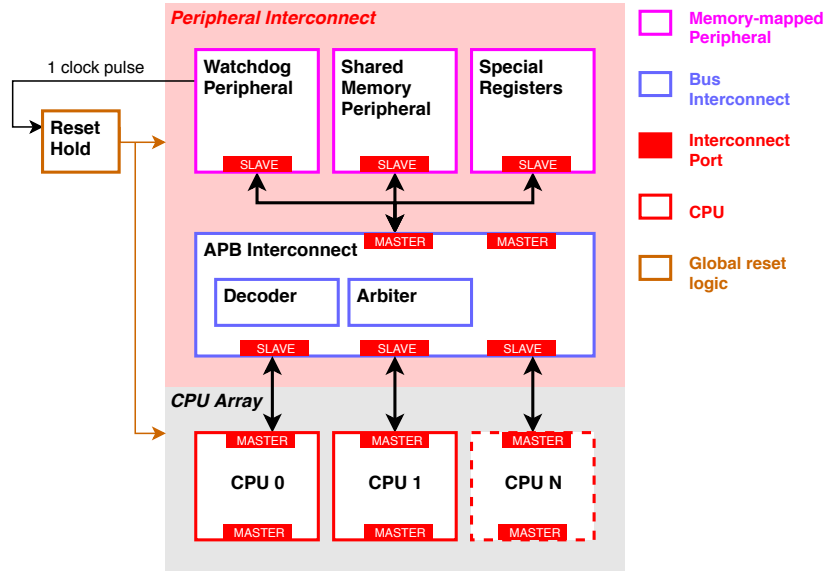 Peripheral Interconnect
1 clock pulse
Reset
Hold
Watchdog
Peripheral
SLAVE
Shared
Memory
Peripheral
SLAVE
Special
Registers
SLAVE
APB Interconnect
MASTER
MASTER
Decoder
Arbiter
SLAVE
SLAVE
SLAVE
CPU Array
MASTER
CPU 0
MASTER
MASTER
CPU 1
MASTER
MASTER
CPU N
MASTER
Memory-mapped
Peripheral
Bus
Interconnect
Interconnect
Port
CPU
Global reset
logic